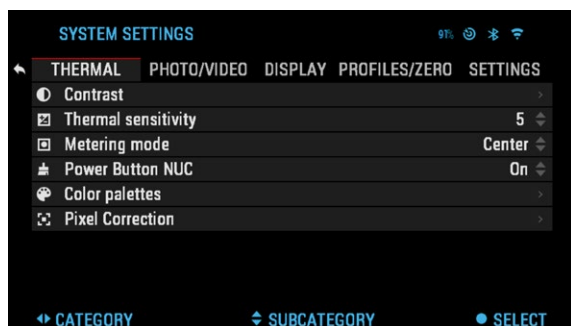 SYSTEM SETTINGS 91%
THERMAL PHOTO/VIDEO DISPLAY PROFILES/ZERO SETTINGS
Contrast
Thermal sensitivity 5
Metering mode Center
Power Button NUC On
Color palettes
Pixel Correction
CATEGORY SUBCATEGORY SELECT